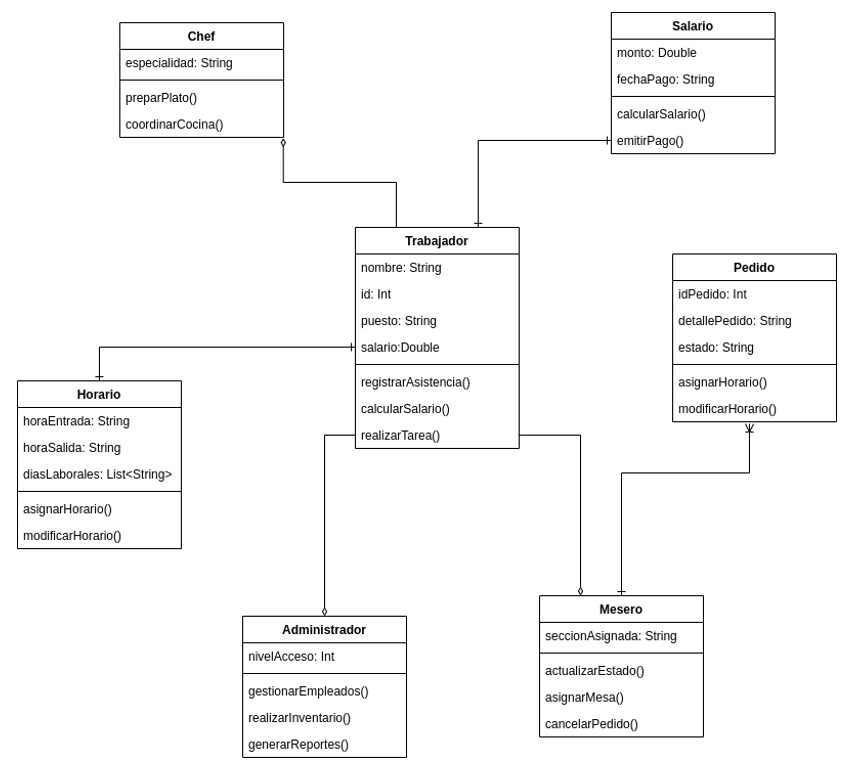 Chef
especialidad: String
preparPlato()
coordinarCocina()
Salario
monto: Double
fechaPago: String
calcularSalario()
emitirPago()
Trabajador
nombre: String
id: Int
puesto: String
salario:Double
registrarAsistencia()
calcularSalario()
realizarTarea()
Pedido
idPedido: Int
detallePedido: String
estado: String
asignarHorario()
modificarHorario()
Horario
horaEntrada: String
horaSalida: String
diasLaborales: List<String>
asignarHorario()
modificarHorario()
Administrador
nivelAcceso: Int
gestionarEmpleados()
realizarInventario()
generarReportes()
Mesero
seccionAsignada: String
actualizarEstado()
asignarMesa()
cancelarPedido()